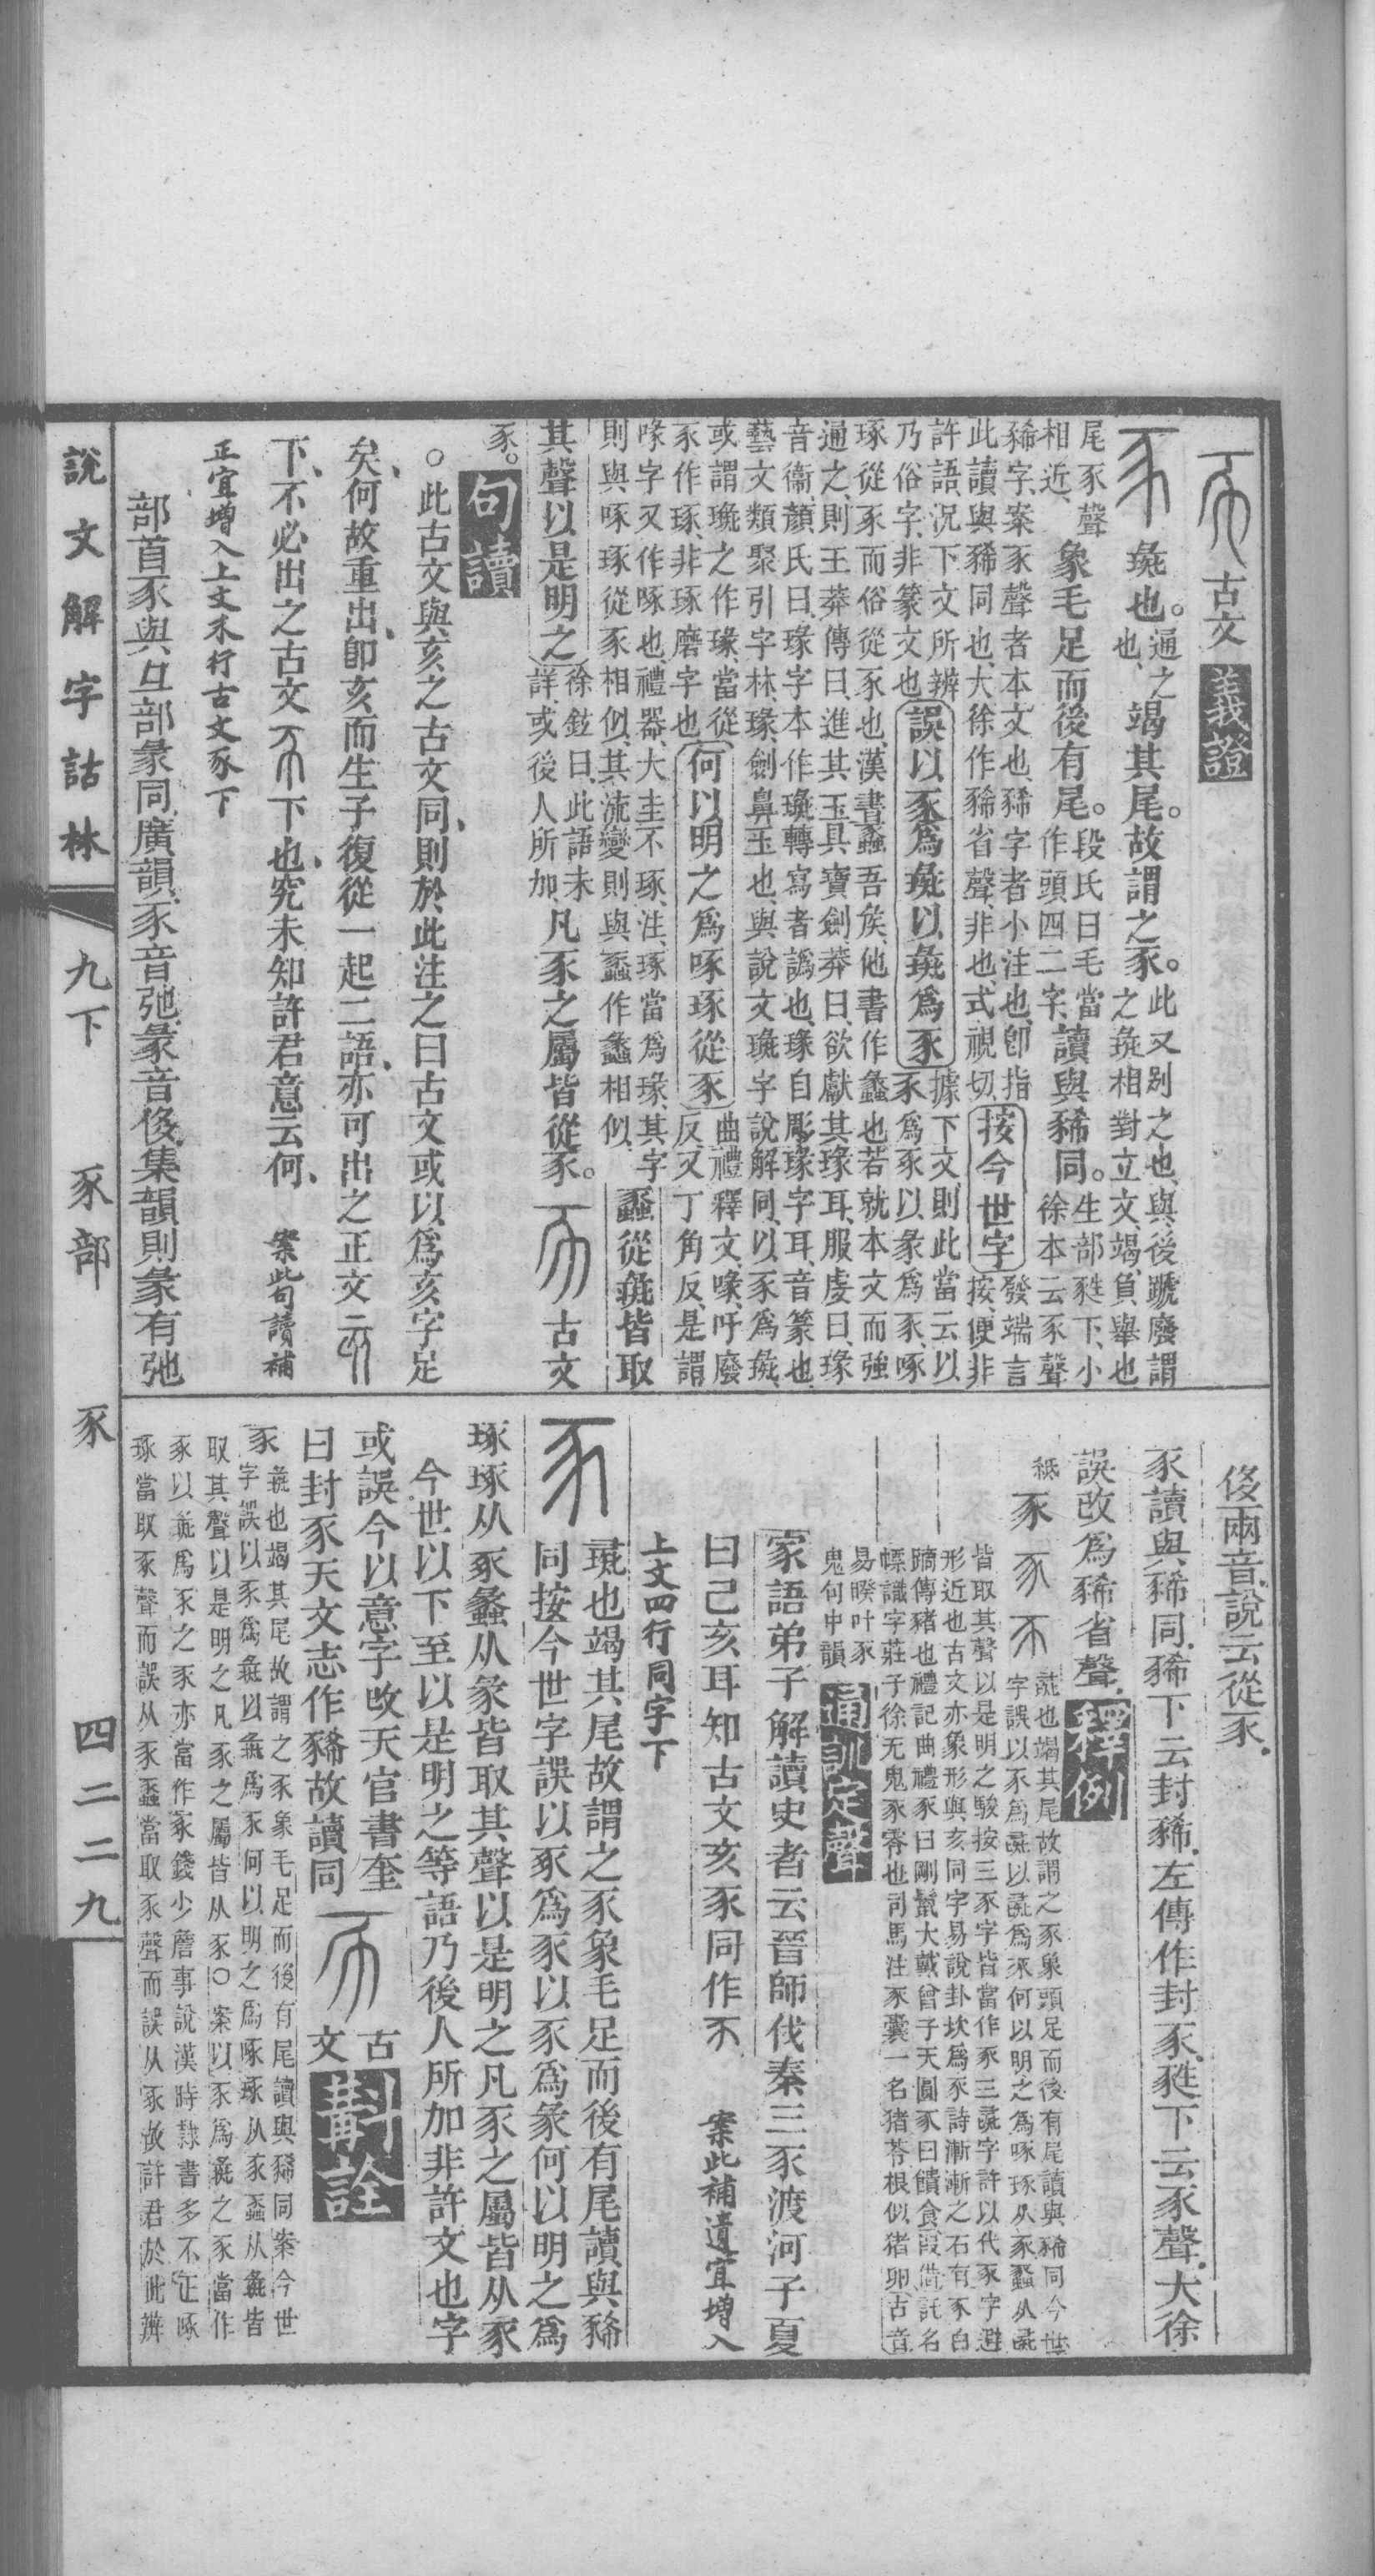 古文 義證
彘也。通之也、竭其尾。故謂之豕。此又別之也、與後蹏廢謂之彘相對立文、竭、負舉也
尾豕聲相近、象毛足而後有尾。段氏曰毛當作頭四二字、讀與豨同。生部㽔下、小徐本云豕聲
豨字、案豕聲者本文也、豨字者小注也、卽指此讀與豨同也、大徐作豨省聲、非也、式視切、按今世字 發端言按、便非
許語、況下文所辨乃俗字、非篆文也 誤以豕爲彘以彘爲豕 據下文、則此當云以豕爲豕、以彖爲豕、啄
琢從豕而俗從豕也、漢書蠡吾矦、他書作蠡也、若就本文而強通之、則王莽傳曰、進其玉具寶劍、莽曰、欲獻其瑑耳、服虔曰、瑑
音衞、顏氏曰、瑑字本作璏、轉寫者譌也、瑑自彫瑑字耳、音篆也、藝文類聚引字林、瑑、劍鼻玉也、與說文璏字說解同、以豕爲彘、
或謂璏之作瑑、當從豕作琢、非琢磨字也 何以明之爲啄琢從豕 曲禮釋文、喙、吁廢反、又丁角反、是謂
喙字又作啄也、禮器、大圭不琢、注、琢當爲瑑、其字則與啄琢從豕相似、其流變則與蠡作蠡相似、蠡從彘皆取
其聲以是明之 徐鉉曰、此語未詳、或後人所加、凡豕之屬皆從豕。 古文
豕。 句讀
○此古文與亥之古文同、則於此注之曰古文或以爲亥字足
矣、何故重出、卽亥而生子復從一起二語、亦可出之正文
下、不必出之古文 下也、究未知許君意云何、 案此句讀補
正宜增入上文末行古文豕下
部首豕與彑部彖同、廣韻、豕音弛、彖音侈、集韻則彖有弛
侈兩音、說云從豕、
豕讀與豨同、豨下云封豨、左傳作封豕、㽔下云豕聲、大徐
誤改爲豨省聲、 釋例
豕 彘也竭其尾故謂之豕象頭足而後有尾讀與豨同今世字誤以豕爲彘以彘爲豕何以明之爲啄琢从豕蠡从彘
皆取其聲以是明之駿按三豕字皆當作豕三彘字許以代豕字避形近也古文亦象形與亥同字易說卦坎爲豕詩漸漸之石有豕白
蹢傳豬也禮記曲禮豕曰剛鬣大戴曾子天圓豕曰饋食叚借託名幖識字莊子徐无鬼豕零也司馬注豕囊一名猪苓根似猪卵古音
易暌叶豕鬼句中韻 通訓定聲
家語弟子解讀史者云晉師伐秦三豕渡河子夏
曰己亥耳知古文亥豕同作 案此補遺宜增入
上文四行同字下
彘也竭其尾故謂之豕象毛足而後有尾讀與豨
同按今世字誤以豕爲豕以豕爲彖何以明之爲
啄琢从豕蠡从彖皆取其聲以是明之凡豕之屬皆从豕
今世以下至以是明之等語乃後人所加非許文也字
或誤今以意字改天官書奎
曰封豕天文志作豨故讀同 古文 斠詮
彘也竭其尾故謂之豕象毛足而後有尾讀與豨同案今世
豕字誤以豕爲彘以彘爲豕何以明之爲啄琢从豕蠡从彘皆
取其聲以是明之凡豕之屬皆从豕○案以豕爲彘之豕當作
豕以彘爲豕之豕亦當作豕錢少詹事說漢時隸書多不正啄
琢當取豕聲而誤从豕蠡當取豕聲而誤从豕故許君於此辨
說文解字詁林 九下 豕部 豕 四二二九